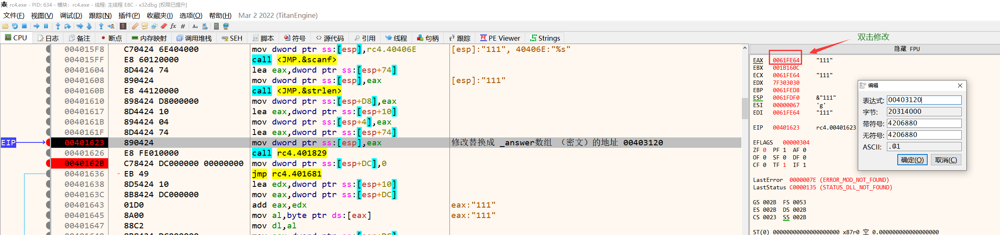 rc4.exe - PID: 634 - 模块: rc4.exe - 线程: 主线程 E8C - x32dbg [权限已提升]
文件(F) 视图(V) 调试(D) 跟踪(N) 插件(P) 收藏夹(I) 选项(O) 帮助(H) Mar 2 2022 (TitanEngine)
CPU 日志 备注 断点 内存映射 调用堆栈 SEH 脚本 符号 源代码 引用 线程 句柄 跟踪 PE Viewer Strings
双击修改
隐藏 FPU
004015F8 C70424 6E404000 mov dword ptr ss:[esp],rc4.40406E [esp]:"111", 40406E:"%s"
004015FF E8 60120000 call <JMP.&scanf>
00401604 8D4424 74 lea eax,dword ptr ss:[esp+74]
00401608 890424 mov dword ptr ss:[esp],eax [esp]:"111"
0040160B E8 44120000 call <JMP.&strlen>
00401610 898424 D8000000 mov dword ptr ss:[esp+D8],eax
00401617 8D4424 10 lea eax,dword ptr ss:[esp+10]
0040161B 894424 04 mov dword ptr ss:[esp+4],eax
0040161F 8D4424 74 lea eax,dword ptr ss:[esp+74]
EIP 00401623 890424 mov dword ptr ss:[esp],eax 修改替换成 _answer数组 （密文）的地址 00403120
00401626 E8 FE010000 call rc4.401829
0040162B C78424 DC000000 00000000 mov dword ptr ss:[esp+DC],0
00401636 EB 49 jmp rc4.401681
00401638 8D5424 10 lea edx,dword ptr ss:[esp+10]
0040163C 8B8424 DC000000 mov eax,dword ptr ss:[esp+DC]
00401643 01D0 add eax,edx eax:"111"
00401645 8A00 mov al,byte ptr ds:[eax] eax:"111"
00401647 88C2 mov dl,al
EAX 0061FE64 "111"
EBX 001B160C
ECX 0061FE64 "111"
EDX 7F303030
EBP 0061FED8
ESP 0061FDF0 &"111"
ESI 00000067 'g'
EDI 0061FE64 "111"
EIP 00401623 rc4.00401623
EFLAGS 00000304
ZF 0 PF 1 AF 0
OF 0 SF 0 DF 0
CF 0 TF 1 IF 1
LastError 0000007E (ERROR_MOD_NOT_FOUND)
LastStatus C0000135 (STATUS_DLL_NOT_FOUND)
GS 002B FS 0053
ES 002B DS 002B
CS 0023 SS 002B
ST(0) 00000000000000000000 x87r0 空 0.000000000000000000
编辑
表达式: 00403120
字节: 20314000
带符号: 4206880
无符号: 4206880
ASCII: .@1
确定(O) 取消(C)